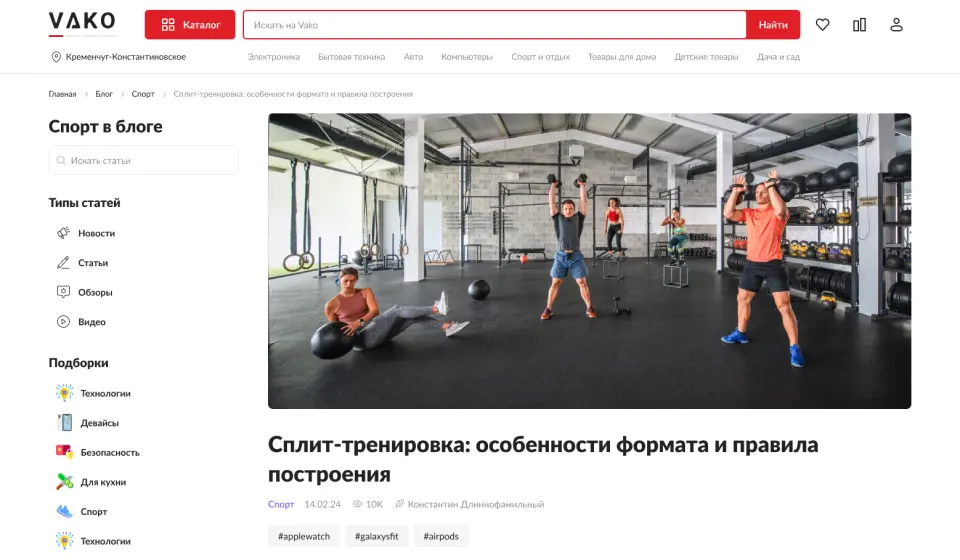 VAKO
Каталог
Искать на Vako
Найти
Кременчуг-Константиновское
Электроника
Бытовая техника
Авто
Компьютеры
Спорт и отдых
Товары для дома
Детские товары
Дача и сад
Главная
Блог
Спорт
Сплит-тренировка: особенности формата и правила построения
Спорт в блоге
Искать статьи
Типы статей
Новости
Статьи
Обзоры
Видео
Подборки
Технологии
Девайсы
Безопасность
Для кухни
Спорт
Технологии
Сплит-тренировка: особенности формата и правила
построения
Спорт
14.02.24
10K
Константин Длиннофамильный
#applewatch
#galaxysfit
#airpods